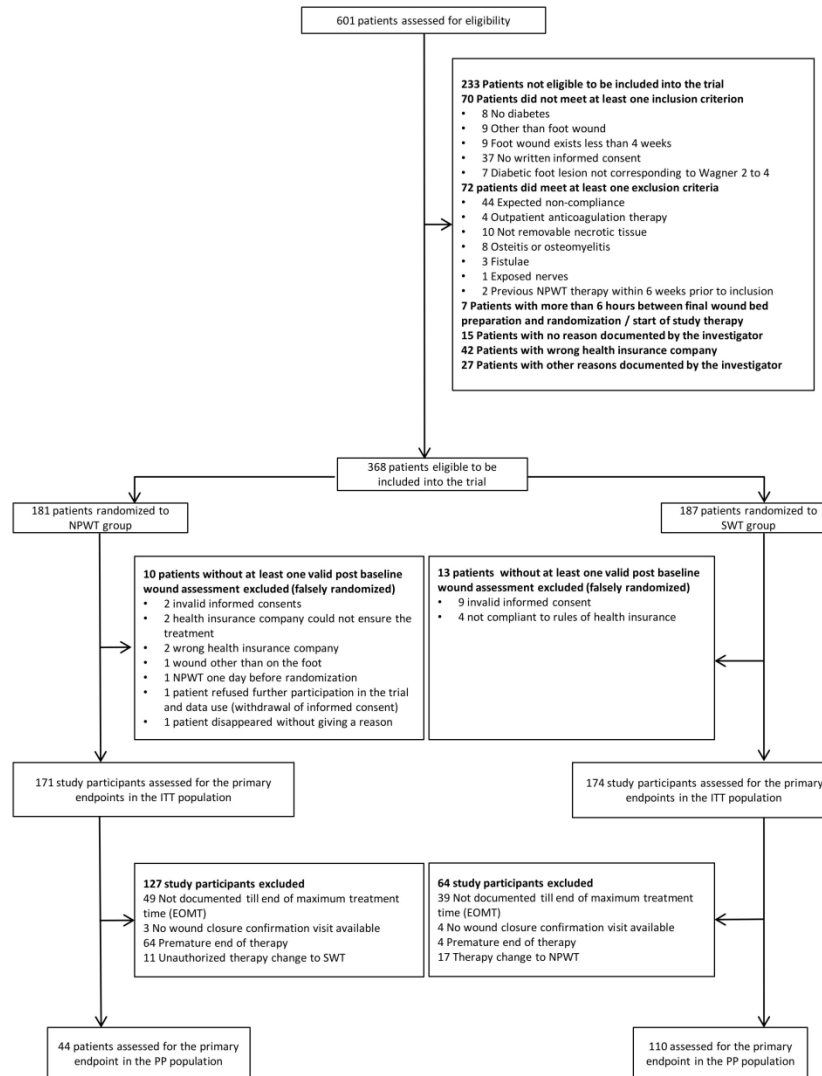 601 patients assessed for eligibility
233 Patients not eligible to be included into the trial
70 Patients did not meet at least one inclusion criterion
• 8 No diabetes
• 9 Other than foot wound
• 9 Foot wound exists less than 4 weeks
• 37 No written informed consent
• 7 Diabetic foot lesion not corresponding to Wagner 2 to 4
72 patients did meet at least one exclusion criteria
• 44 Expected non-compliance
• 4 Outpatient anticoagulation therapy
• 10 Not removable necrotic tissue
• 8 Osteitis or osteomyelitis
• 3 Fistulae
• 1 Exposed nerves
• 2 Previous NPWT therapy within 6 weeks prior to inclusion
7 Patients with more than 6 hours between final wound bed
preparation and randomization / start of study therapy
15 Patients with no reason documented by the investigator
42 Patients with wrong health insurance company
27 Patients with other reasons documented by the investigator
368 patients eligible to be
included into the trial
181 patients randomized to
NPWT group
187 patients randomized to
SWT group
10 patients without at least one valid post baseline
wound assessment excluded (falsely randomized)
• 2 invalid informed consents
• 2 health insurance company could not ensure the
treatment
• 2 wrong health insurance company
• 1 wound other than on the foot
• 1 NPWT one day before randomization
• 1 patient refused further participation in the trial
and data use (withdrawal of informed consent)
• 1 patient disappeared without giving a reason
13 patients without at least one valid post baseline
wound assessment excluded (falsely randomized)
• 9 invalid informed consent
• 4 not compliant to rules of health insurance
171 study participants assessed for the primary
endpoints in the ITT population
174 study participants assessed for the primary
endpoints in the ITT population
127 study participants excluded
49 Not documented till end of maximum treatment
time (EOMT)
3 No wound closure confirmation visit available
64 Premature end of therapy
11 Unauthorized therapy change to SWT
64 study participants excluded
39 Not documented till end of maximum treatment
time (EOMT)
4 No wound closure confirmation visit available
4 Premature end of therapy
17 Therapy change to NPWT
44 patients assessed for the primary
endpoint in the PP population
110 assessed for the primary
endpoint in the PP population